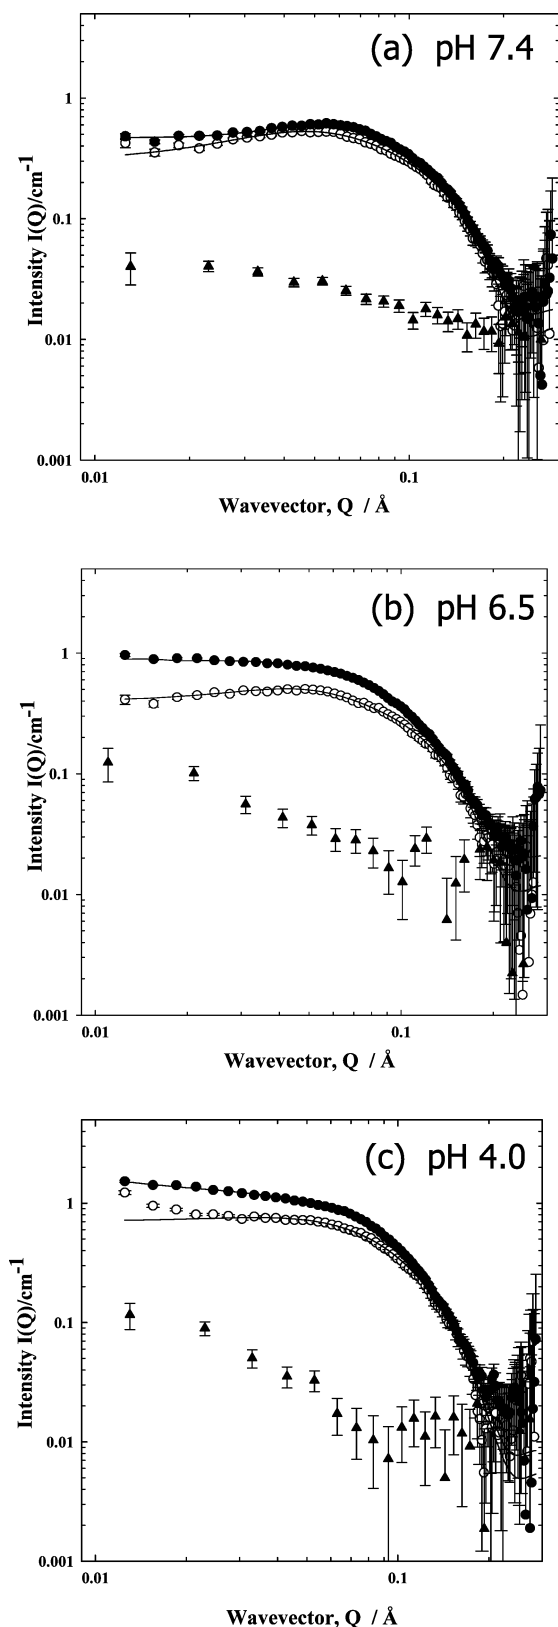 (a) pH 7.4
1
0.1
0.01
0.001
Intensity I(Q)/cm-1
0.01 0.1
Wavevector, Q / Å
(b) pH 6.5
1
0.1
0.01
0.001
Intensity I(Q)/cm-1
0.01 0.1
Wavevector, Q / Å
(c) pH 4.0
1
0.1
0.01
0.001
Intensity I(Q)/cm-1
0.01 0.1
Wavevector, Q / Å